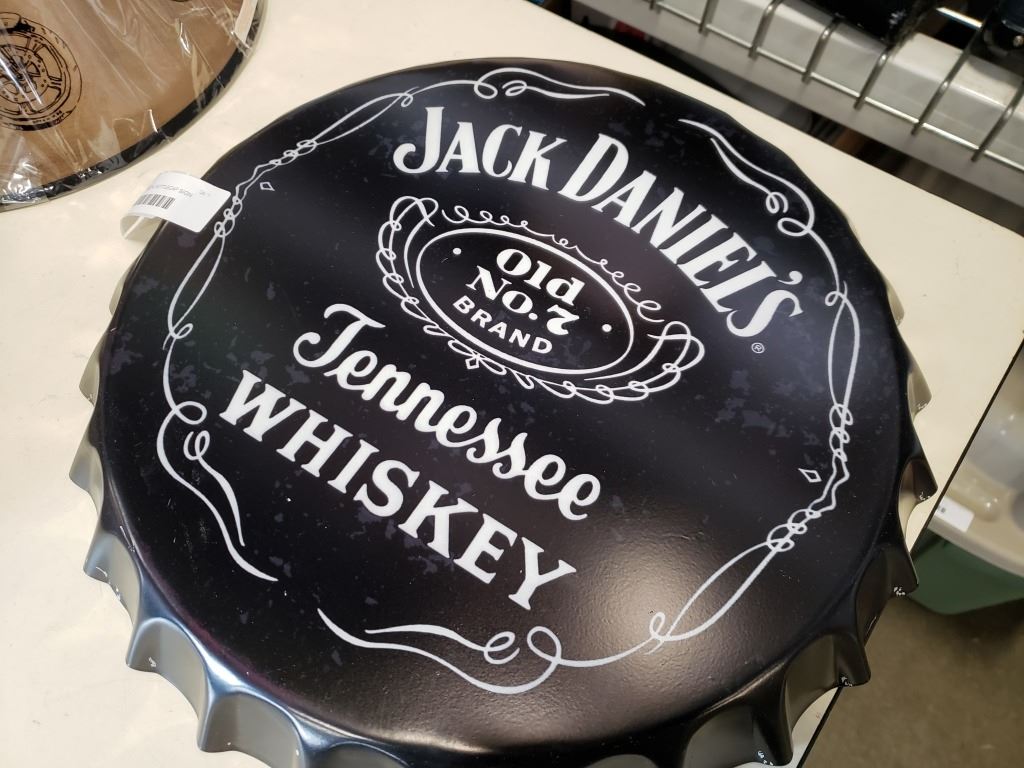 JACK DANIEL'S
®
Old
NO. 7
BRAND
Tennessee
WHISKEY